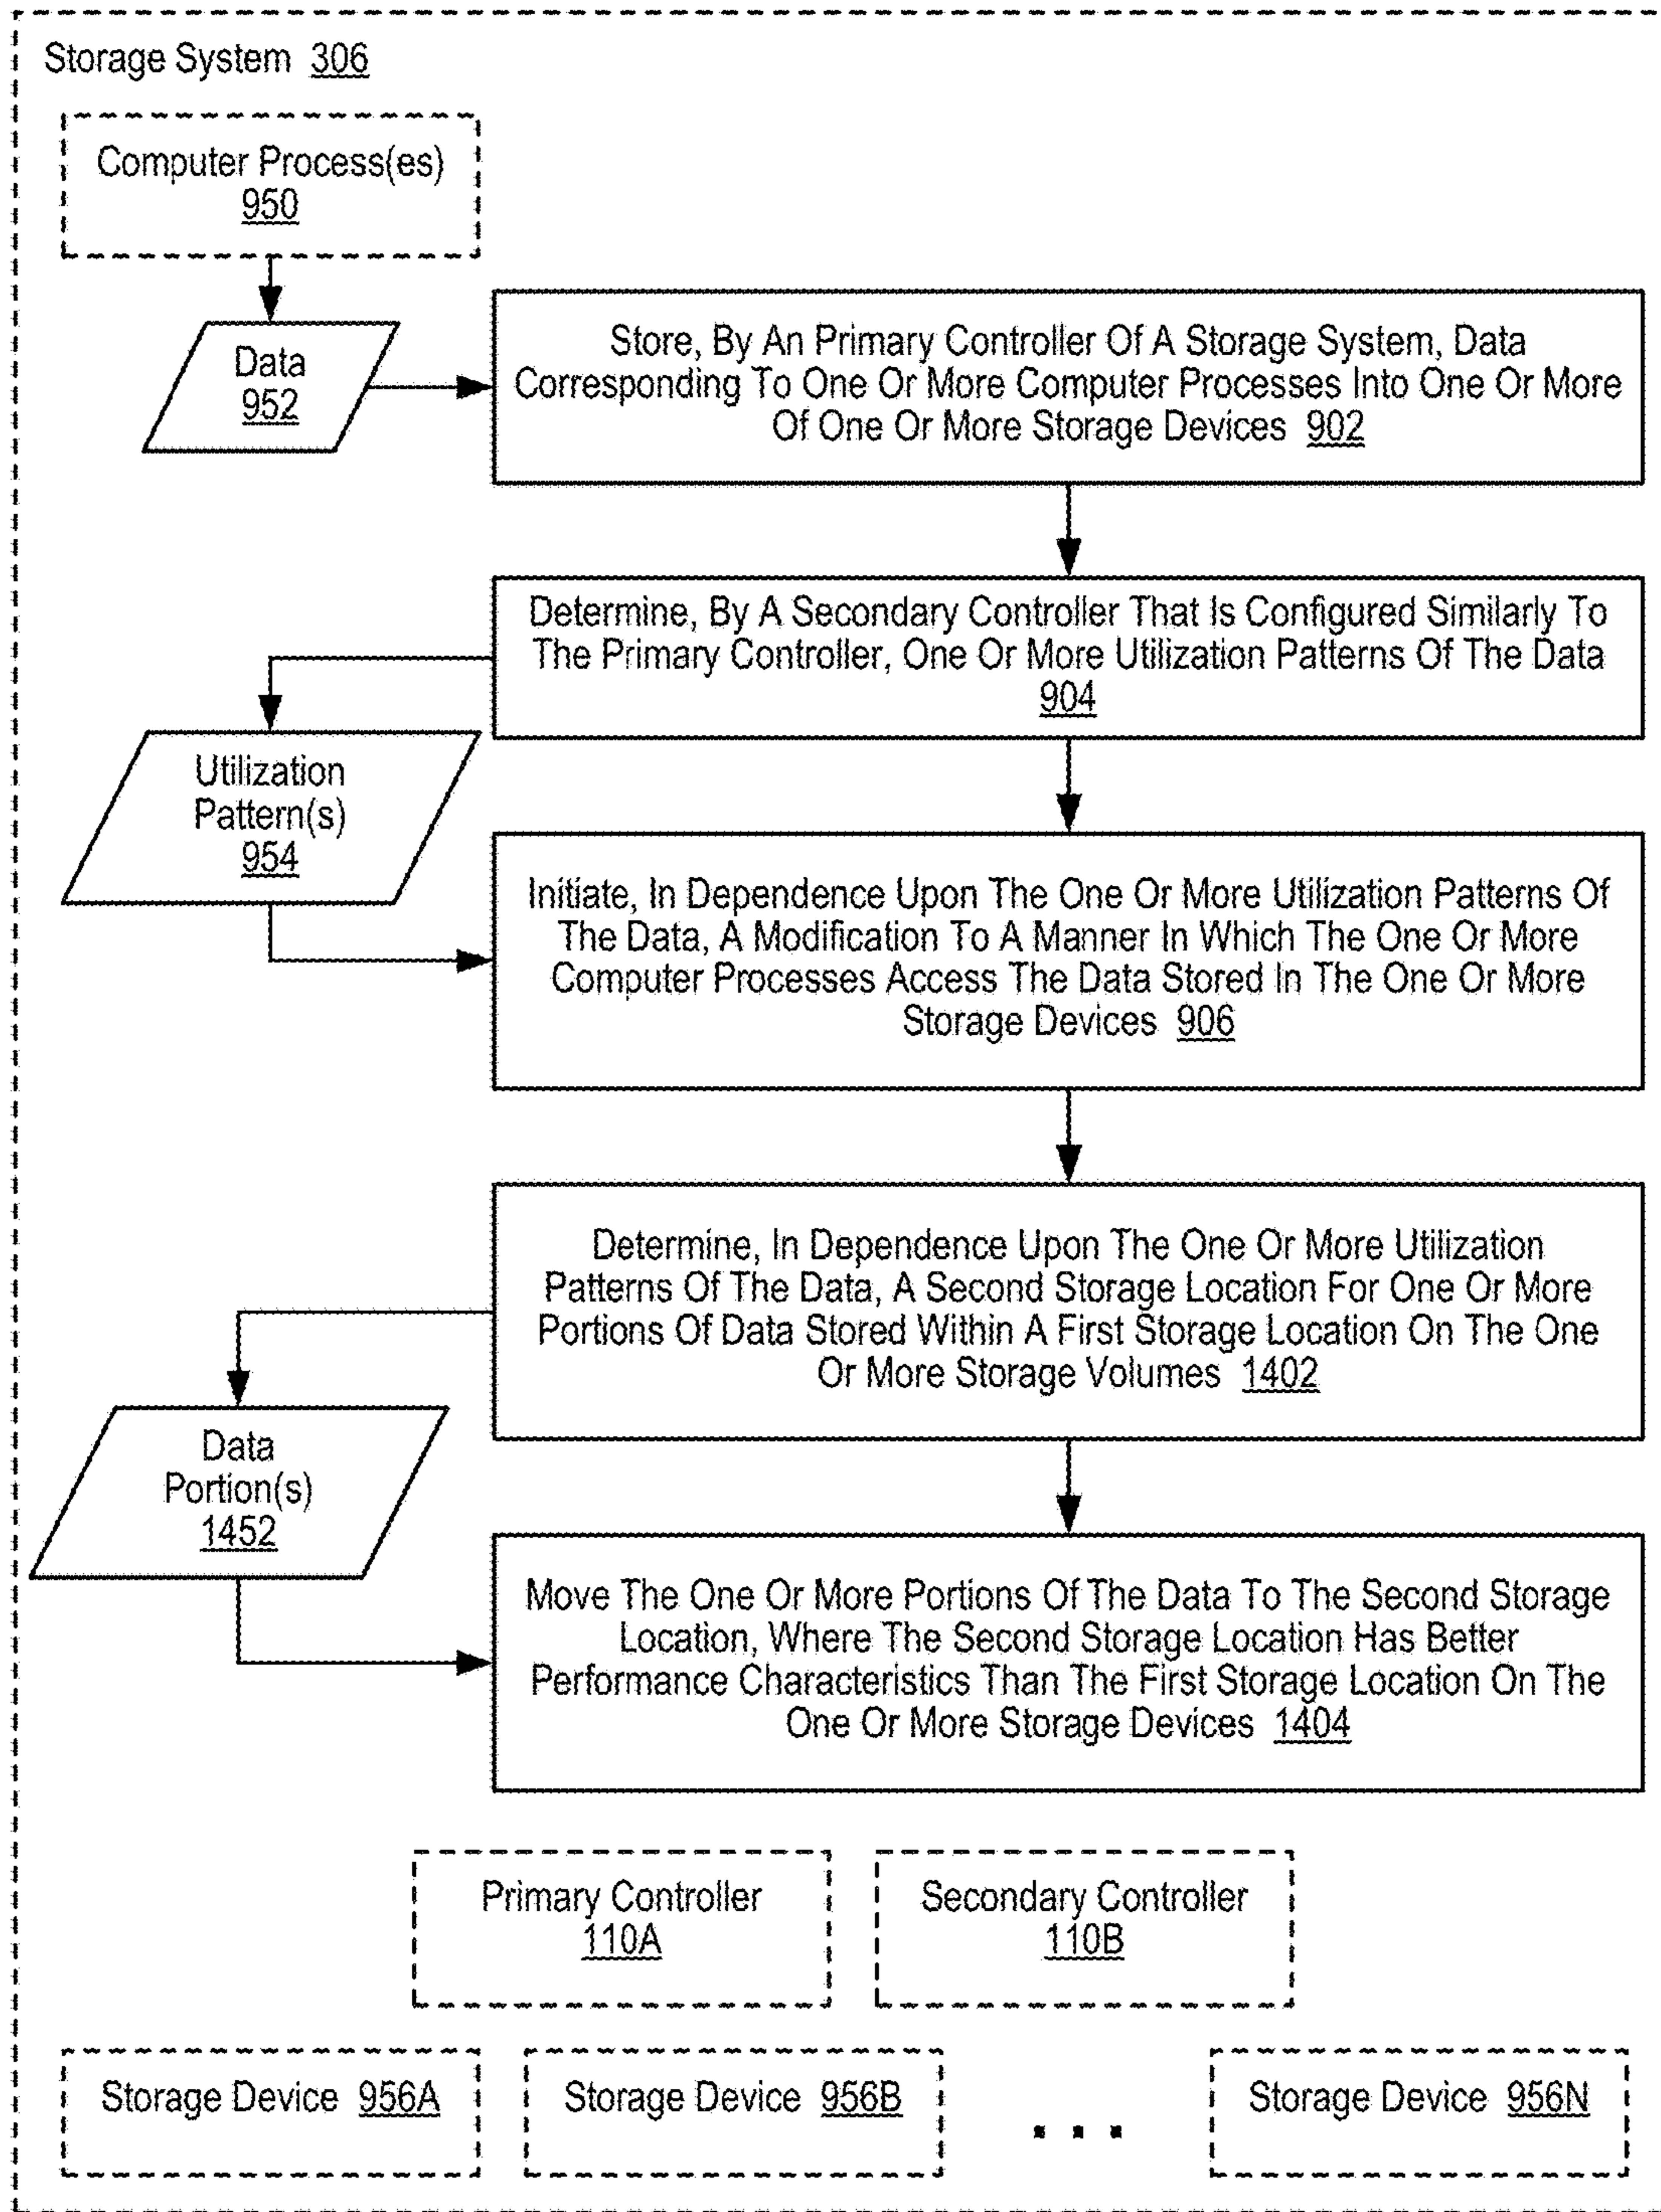 Storage System 306
Computer Process(es)
950
Data
952
Store, By An Primary Controller Of A Storage System, Data
Corresponding To One Or More Computer Processes Into One Or More
Of One Or More Storage Devices 902
Determine, By A Secondary Controller That Is Configured Similarly To
The Primary Controller, One Or More Utilization Patterns Of The Data
904
Utilization
Pattern(s)
954
Initiate, In Dependence Upon The One Or More Utilization Patterns Of
The Data, A Modification To A Manner In Which The One Or More
Computer Processes Access The Data Stored In The One Or More
Storage Devices 906
Determine, In Dependence Upon The One Or More Utilization
Patterns Of The Data, A Second Storage Location For One Or More
Portions Of Data Stored Within A First Storage Location On The One
Or More Storage Volumes 1402
Data
Portion(s)
1452
Move The One Or More Portions Of The Data To The Second Storage
Location, Where The Second Storage Location Has Better
Performance Characteristics Than The First Storage Location On The
One Or More Storage Devices 1404
Primary Controller
110A
Secondary Controller
110B
Storage Device 956A
Storage Device 956B
...
Storage Device 956N